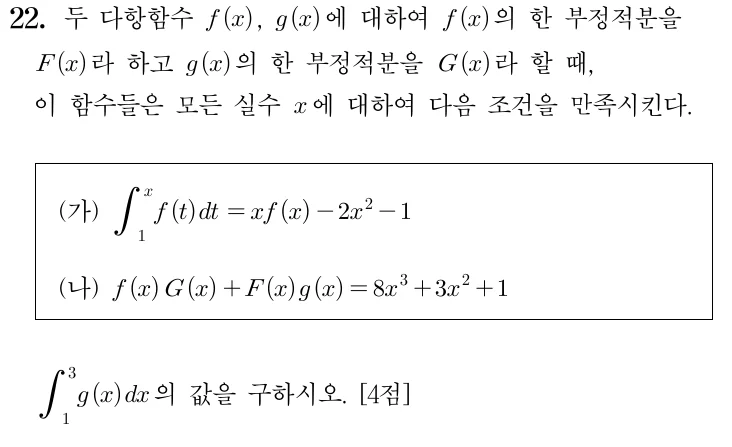 22. 두 다항함수 f(x), g(x)에 대하여 f(x)의 한 부정적분을
F(x)라 하고 g(x)의 한 부정적분을 G(x)라 할 때,
이 함수들은 모든 실수 x에 대하여 다음 조건을 만족시킨다.
(가) ∫₁ˣ f(t)dt = xf(x) − 2x² − 1
(나) f(x)G(x) + F(x)g(x) = 8x³ + 3x² + 1
∫₁³ g(x)dx의 값을 구하시오. [4점]